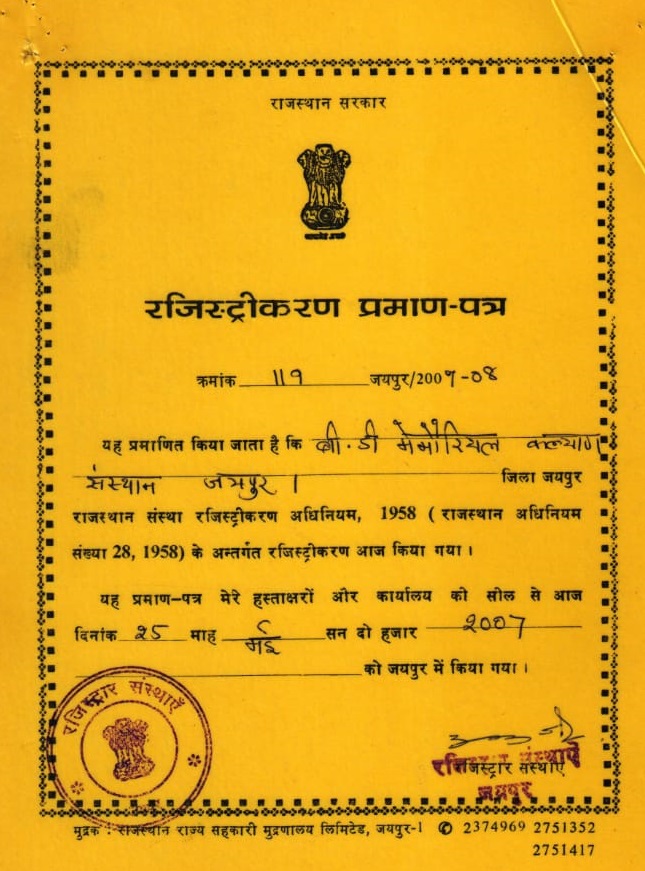 राजस्थान सरकार
रजिस्ट्रीकरण प्रमाण-पत्र
क्रमांक 119 जयपुर/2007-08
यह प्रमाणित किया जाता है कि बी.डी मेमोरियल कल्याण
संस्थान जयपुर । जिला जयपुर
राजस्थान संस्था रजिस्ट्रीकरण अधिनियम, 1958 ( राजस्थान अधिनियम
संख्या 28, 1958) के अन्तर्गत रजिस्ट्रीकरण आज किया गया ।
यह प्रमाण-पत्र मेरे हस्ताक्षरों और कार्यालय की सील से आज
दिनांक 25 माह मई सन दो हजार 2007
को जयपुर में किया गया ।
रजिस्ट्रार संस्थाएँ
रजिस्ट्रार संस्थाएँ
रजिस्ट्रार संस्थाएं
जयपुर
मुद्रक : राजस्थान राज्य सहकारी मुद्रणालय लिमिटेड, जयपुर-1 ✆ 2374969 2751352
2751417